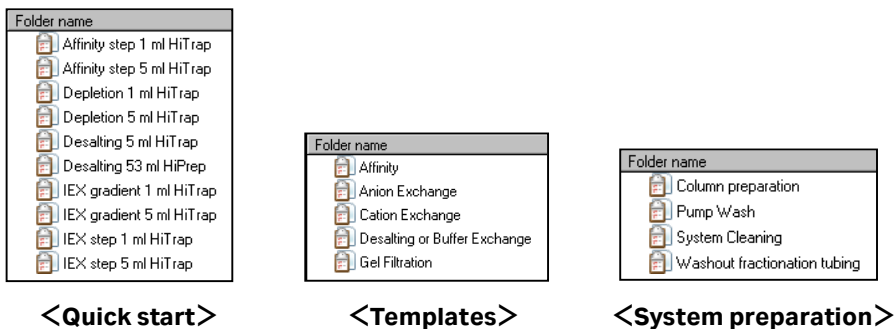 Folder name
Affinity step 1 ml HiTrap
Affinity step 5 ml HiTrap
Depletion 1 ml HiTrap
Depletion 5 ml HiTrap
Desalting 5 ml HiTrap
Desalting 53 ml HiPrep
IEX gradient 1 ml HiTrap
IEX gradient 5 ml HiTrap
IEX step 1 ml HiTrap
IEX step 5 ml HiTrap
<Quick start>
Folder name
Affinity
Anion Exchange
Cation Exchange
Desalting or Buffer Exchange
Gel Filtration
<Templates>
Folder name
Column preparation
Pump Wash
System Cleaning
Washout fractionation tubing
<System preparation>